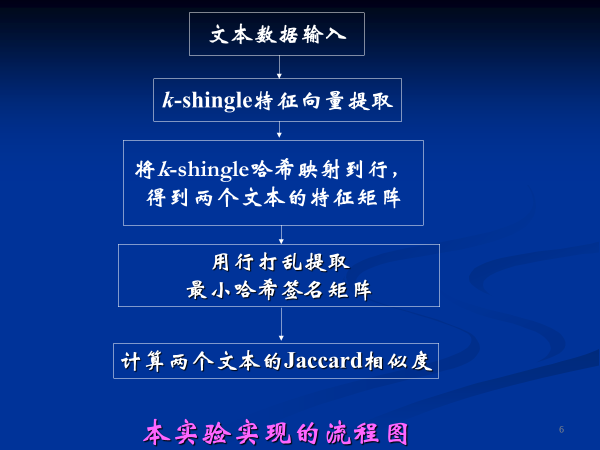 文本数据输入
k-shingle特征向量提取
将k-shingle哈希映射到行，
得到两个文本的特征矩阵
用行打乱提取
最小哈希签名矩阵
计算两个文本的Jaccard相似度
本实验实现的流程图
6